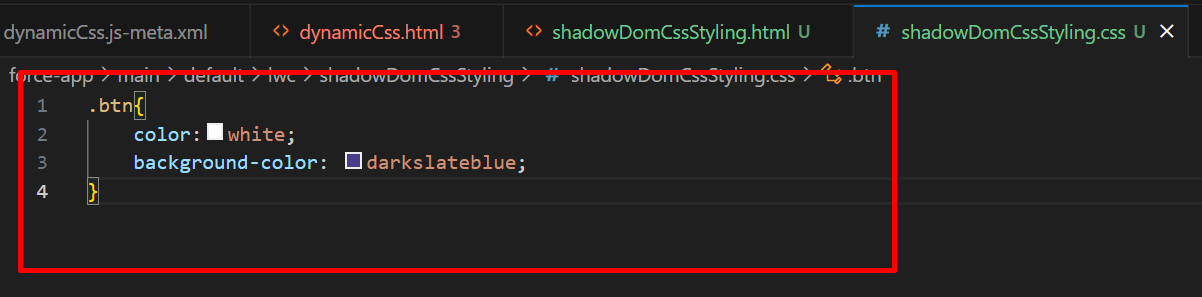 dynamicCss.js-meta.xml <> dynamicCss.html 3 <> shadowDomCssStyling.html U # shadowDomCssStyling.css U
force-app > main > default > lwc > shadowDomCssStyling > # shadowDomCssStyling.css > .btn
1 .btn{
2 color: white;
3 background-color: darkslateblue;
4 }